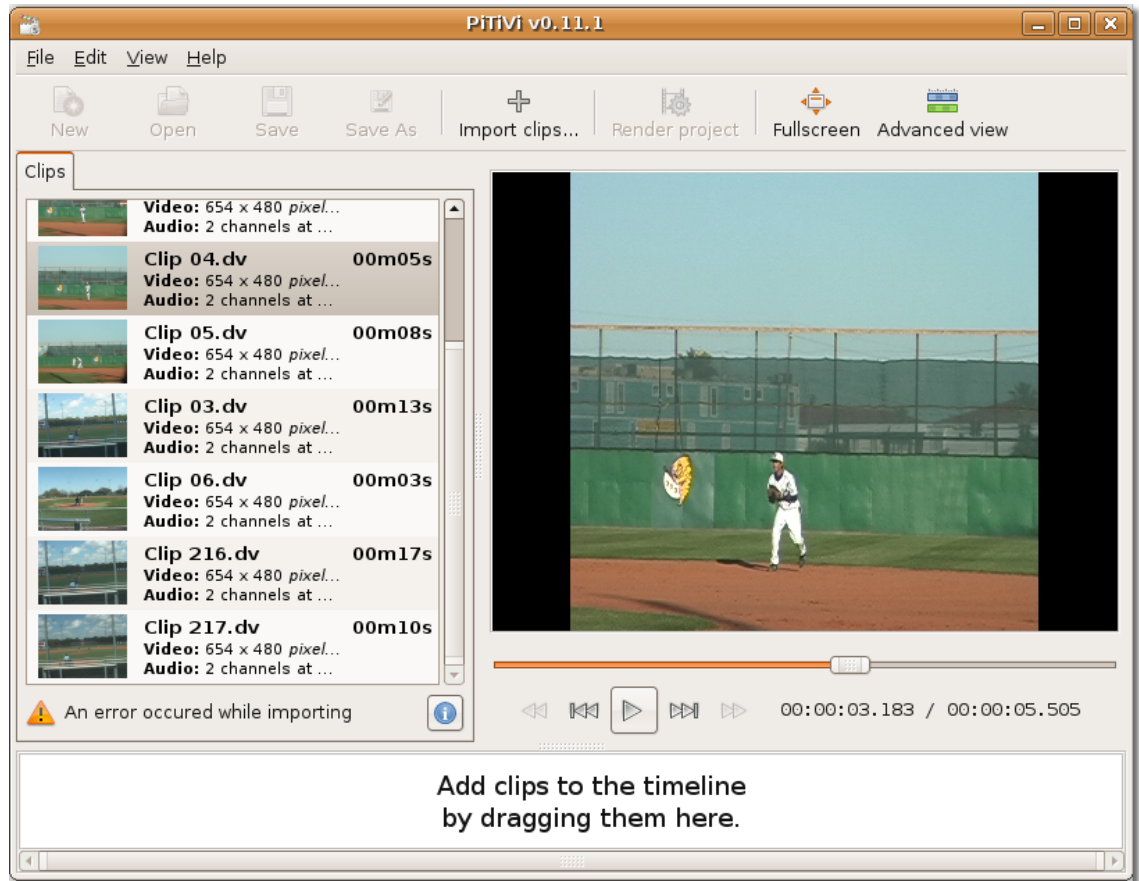 PiTiVi v0.11.1
File Edit View Help
New Open Save Save As Import clips... Render project Fullscreen Advanced view
Clips
Video: 654 x 480 pixel...
Audio: 2 channels at ...
Clip 04.dv 00m05s
Video: 654 x 480 pixel...
Audio: 2 channels at ...
Clip 05.dv 00m08s
Video: 654 x 480 pixel...
Audio: 2 channels at ...
Clip 03.dv 00m13s
Video: 654 x 480 pixel...
Audio: 2 channels at ...
Clip 06.dv 00m03s
Video: 654 x 480 pixel...
Audio: 2 channels at ...
Clip 216.dv 00m17s
Video: 654 x 480 pixel...
Audio: 2 channels at ...
Clip 217.dv 00m10s
Video: 654 x 480 pixel...
Audio: 2 channels at ...
An error occured while importing
00:00:03.183 / 00:00:05.505
Add clips to the timeline
by dragging them here.